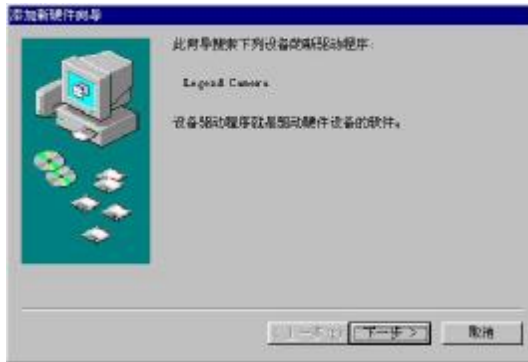 添加新硬件向导
此向导搜索下列设备的新驱动程序:
Legend Camera
设备驱动程序就是驱动硬件设备的软件。
下一步 >
取消